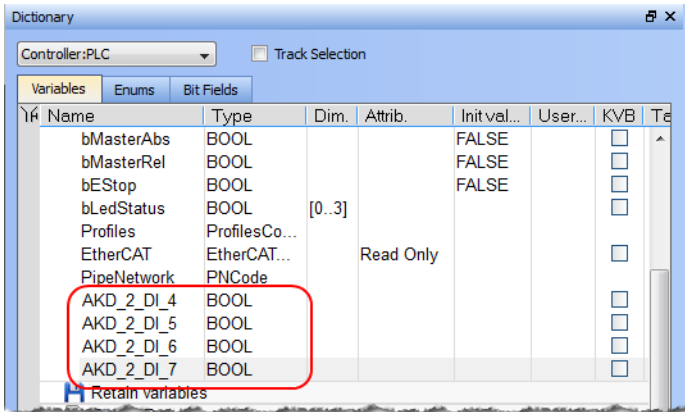 Dictionary
Controller:PLC Track Selection
Variables Enums Bit Fields
Name Type Dim. Attrib. Init val... User... KVB Te
bMasterAbs BOOL FALSE
bMasterRel BOOL FALSE
bEStop BOOL FALSE
bLedStatus BOOL [0..3]
Profiles ProfilesCo...
EtherCAT EtherCAT... Read Only
PipeNetwork PNCode
AKD_2_DI_4 BOOL
AKD_2_DI_5 BOOL
AKD_2_DI_6 BOOL
AKD_2_DI_7 BOOL
Retain variables